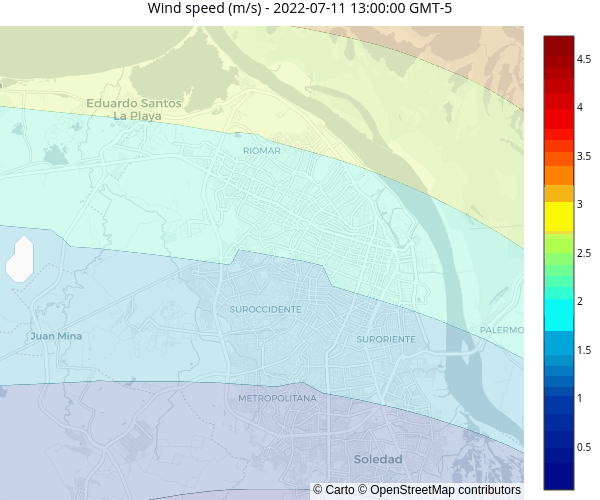 Wind speed (m/s) - 2022-07-11 13:00:00 GMT-5
Eduardo Santos
La Playa
RIOMAR
SUROCCIDENTE
Juan Mina
SURORIENTE
PALERMO
METROPOLITANA
Soledad
© Carto © OpenStreetMap contributors
4.5
4
3.5
3
2.5
2
1.5
1
0.5